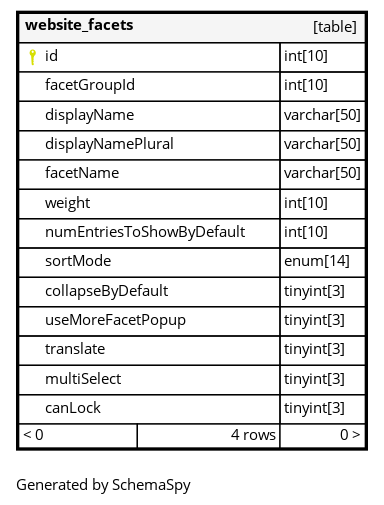 website_facets [table]
id int[10]
facetGroupId int[10]
displayName varchar[50]
displayNamePlural varchar[50]
facetName varchar[50]
weight int[10]
numEntriesToShowByDefault int[10]
sortMode enum[14]
collapseByDefault tinyint[3]
useMoreFacetPopup tinyint[3]
translate tinyint[3]
multiSelect tinyint[3]
canLock tinyint[3]
< 0 4 rows 0 >
Generated by SchemaSpy